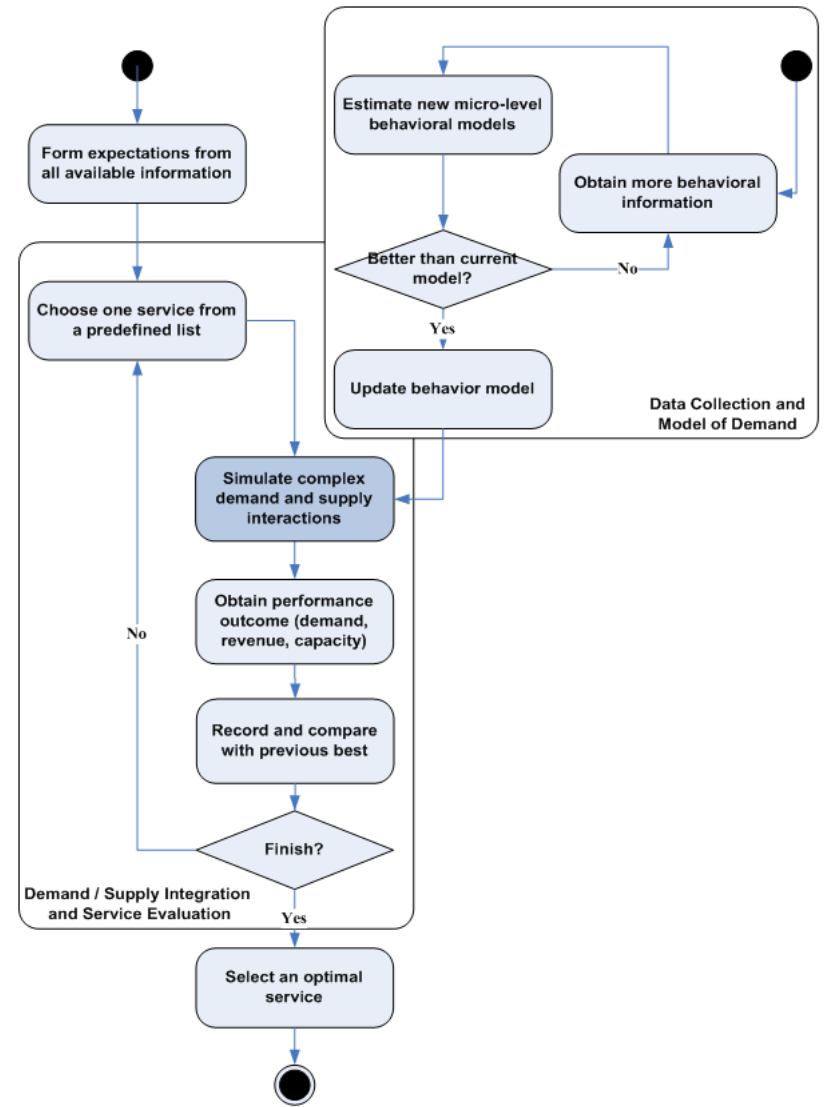 Estimate new micro-level
behavioral models
Form expectations from
all available information
Obtain more behavioral
information
Better than current
model?
No
Choose one service from
a predefined list
Yes
Update behavior model
Data Collection and
Model of Demand
Simulate complex
demand and supply
interactions
Obtain performance
outcome (demand,
revenue, capacity)
No
Record and compare
with previous best
Finish?
Demand / Supply Integration
and Service Evaluation
Yes
Select an optimal
service